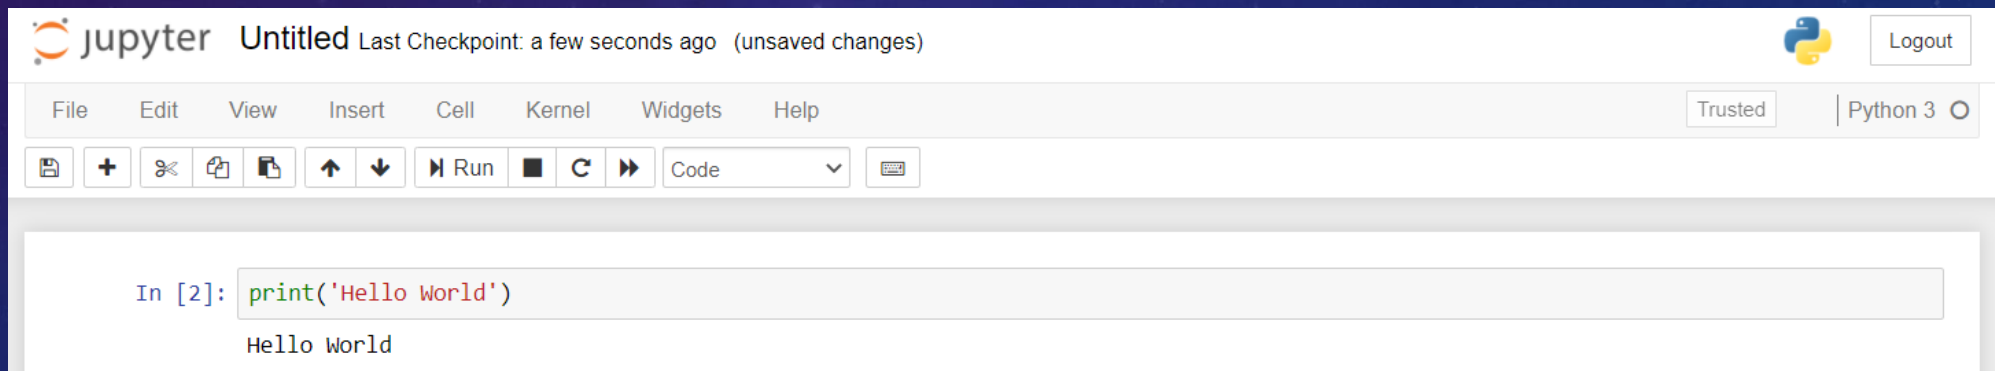 jupyter Untitled Last Checkpoint: a few seconds ago (unsaved changes) Logout
File Edit View Insert Cell Kernel Widgets Help Trusted Python 3
Run Code
In [2]: print('Hello World')
Hello World